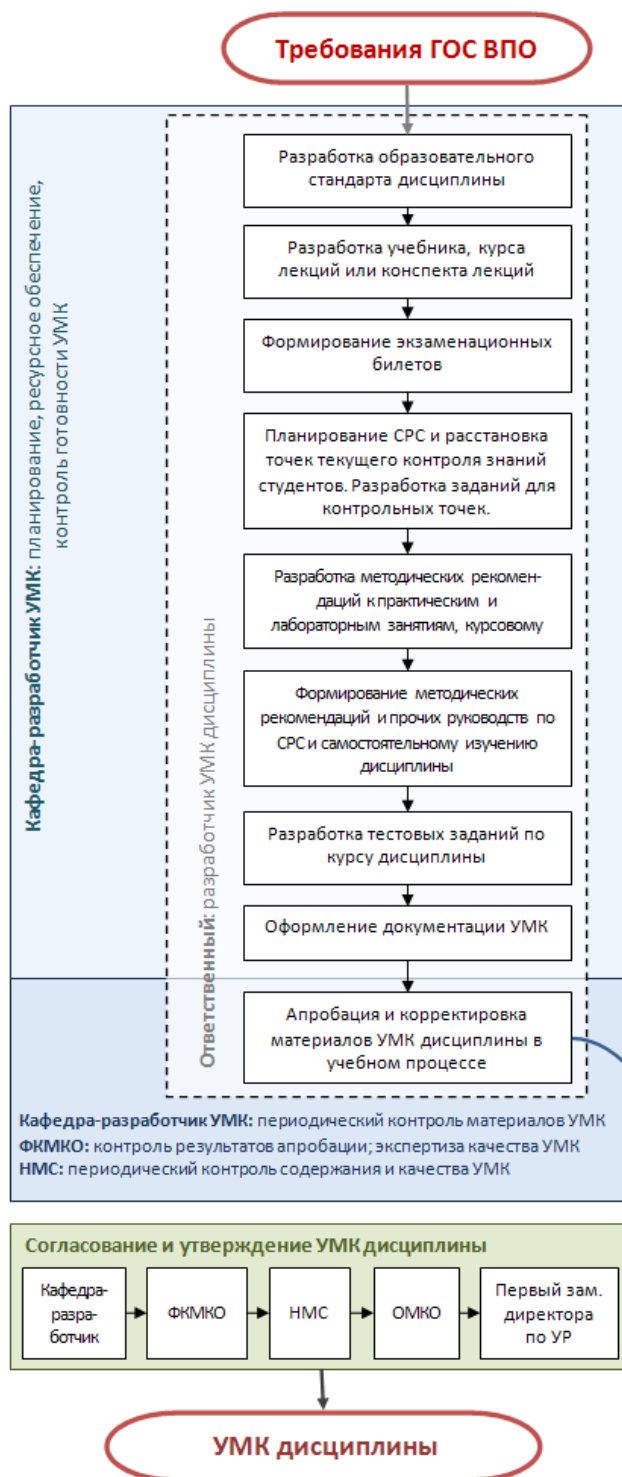 Требования ГОС ВПО
Кафедра-разработчик УМК: планирование, ресурсное обеспечение,
контроль готовности УМК
Ответственный: разработчик УМК дисциплины
Разработка образовательного
стандарта дисциплины
Разработка учебника, курса
лекций или конспекта лекций
Формирование экзаменационных
билетов
Планирование СРС и расстановка
точек текущего контроля знаний
студентов. Разработка заданий для
контрольных точек.
Разработка методических рекомен-
даций к практическим и
лабораторным занятиям, курсовому
Формирование методических
рекомендаций и прочих руководств по
СРС и самостоятельному изучению
дисциплины
Разработка тестовых заданий по
курсу дисциплины
Оформление документации УМК
Апробация и корректировка
материалов УМК дисциплины в
учебном процессе
Кафедра-разработчик УМК: периодический контроль материалов УМК
ФКМКО: контроль результатов апробации; экспертиза качества УМК
НМС: периодический контроль содержания и качества УМК
Согласование и утверждение УМК дисциплины
Кафедра-
разра-
ботчик
ФКМКО
НМС
ОМКО
Первый зам.
директора
по УР
УМК дисциплины